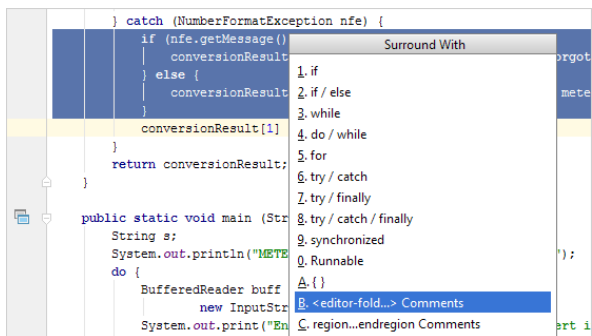 } catch (NumberFormatException nfe) {
if (nfe.getMessage()
conversionResult
} else {
conversionResult
}
conversionResult[1]
}
return conversionResult;
}
public static void main (Str
String s;
System.out.println("METE
");
do {
BufferedReader buff
new InputStr
System.out.print("En
Surround With
1. if
2. if / else
3. while
4. do / while
5. for
6. try / catch
7. try / finally
8. try / catch / finally
9. synchronized
0. Runnable
A. { }
B. <editor-fold...> Comments
C. region...endregion Comments
orgot
mete
ert i